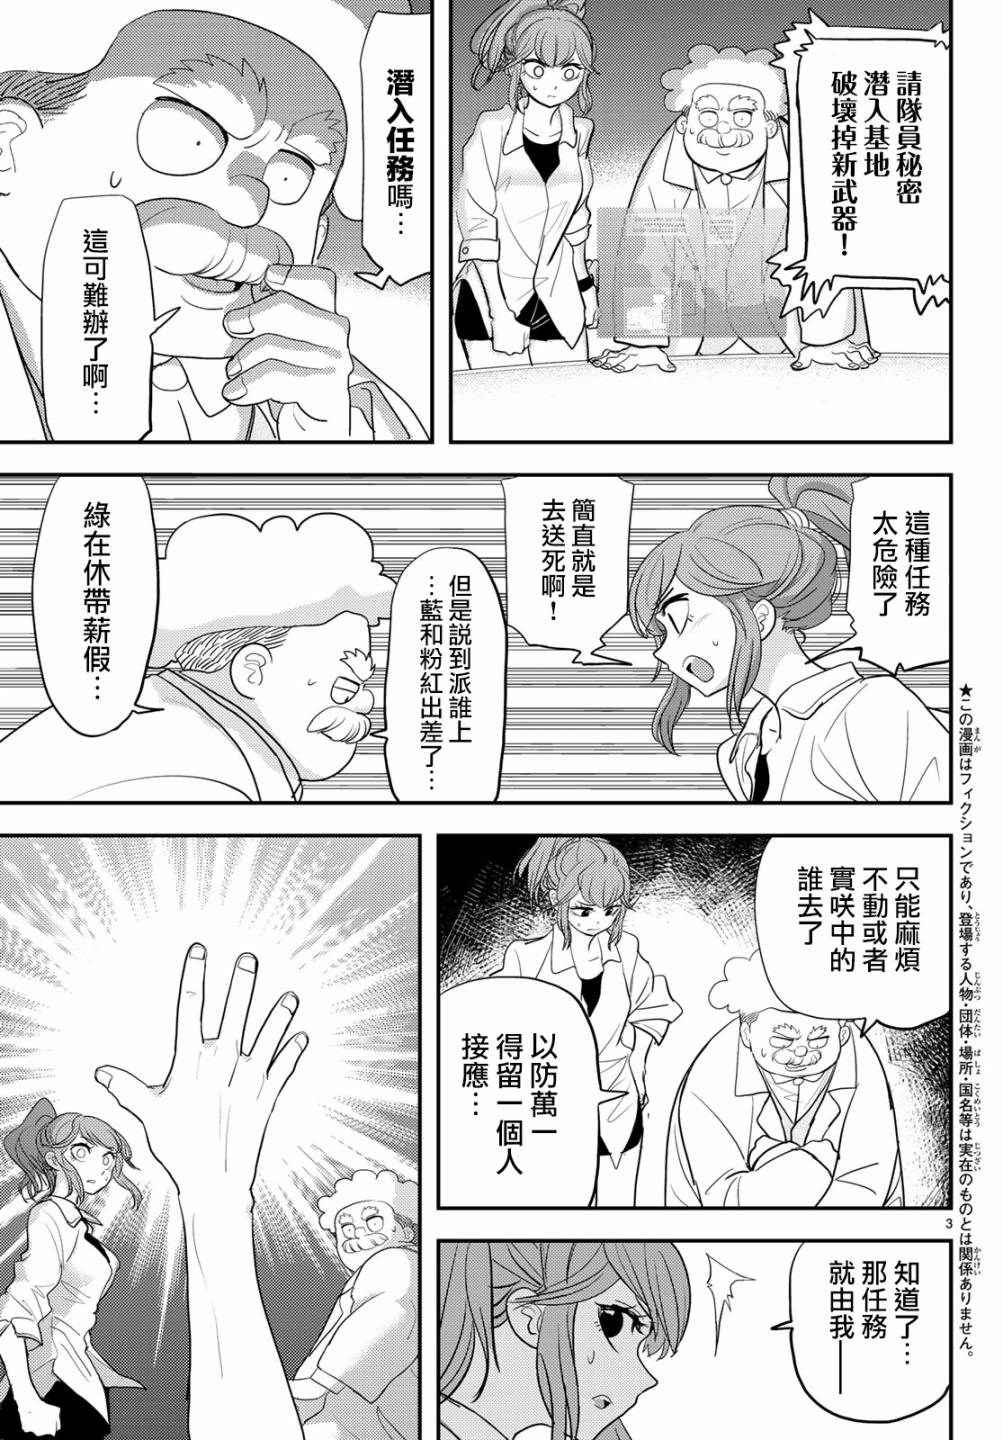 請隊員秘密
潛入基地
破壞掉新武器！
潛入任務嗎…
這可難辦了啊…
這種任務
太危險了
簡直就是
去送死啊！
但是說到派誰上
…藍和粉紅出差了…
綠在休帶薪假…
只能麻煩
不動或者
實咲中的
誰去了
以防萬一
得留一個人
接應…
知道了…
那任務
就由我──
3
★この漫画はフィクションであり、登場する人物・団体・場所・国名等は実在のものとは関係ありません。